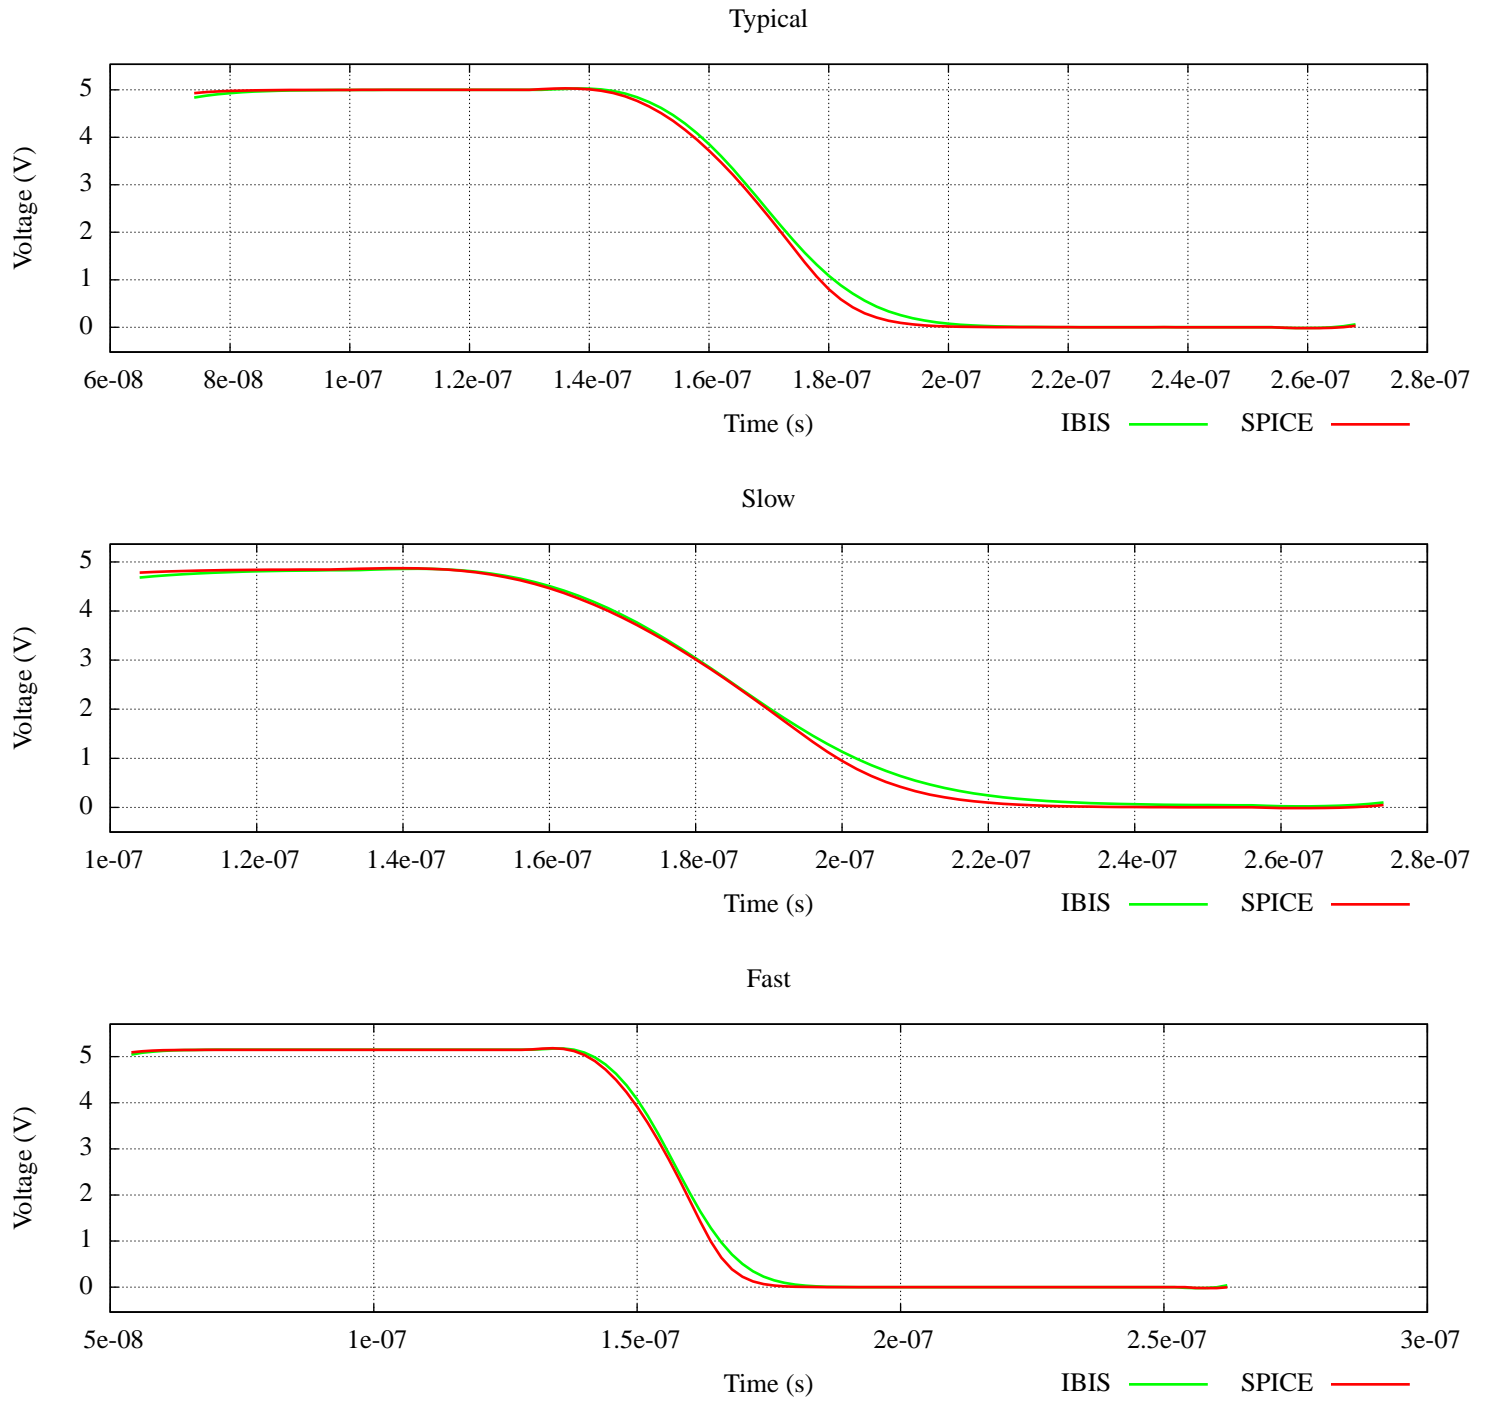 Typical
Voltage (V)
5
4
3
2
1
0
6e-08 8e-08 1e-07 1.2e-07 1.4e-07 1.6e-07 1.8e-07 2e-07 2.2e-07 2.4e-07 2.6e-07 2.8e-07
Time (s)
IBIS SPICE
Slow
Voltage (V)
5
4
3
2
1
0
1e-07 1.2e-07 1.4e-07 1.6e-07 1.8e-07 2e-07 2.2e-07 2.4e-07 2.6e-07 2.8e-07
Time (s)
IBIS SPICE
Fast
Voltage (V)
5
4
3
2
1
0
5e-08 1e-07 1.5e-07 2e-07 2.5e-07 3e-07
Time (s)
IBIS SPICE